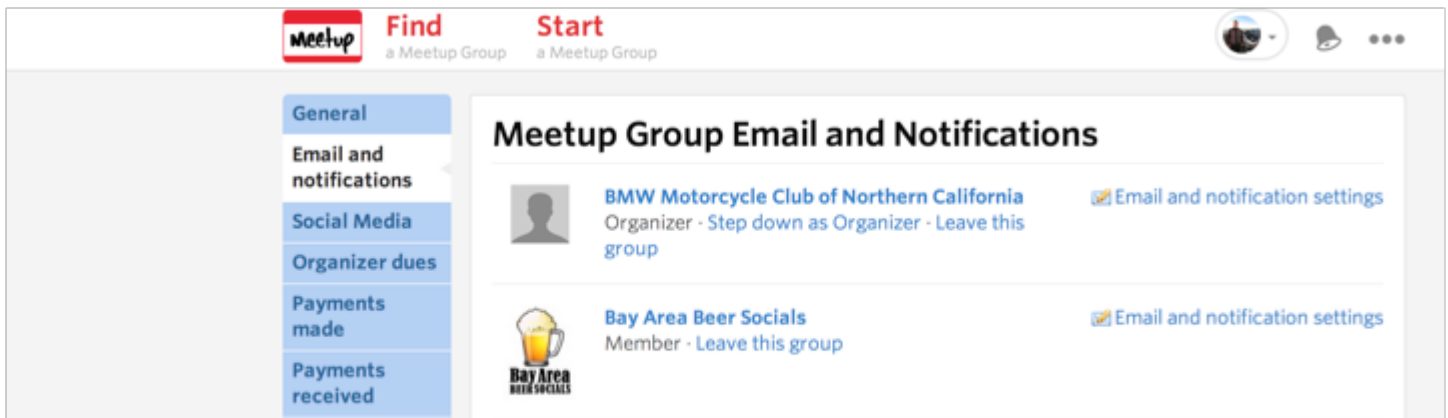 Meetup
Find
a Meetup Group
Start
a Meetup Group
General
Email and
notifications
Social Media
Organizer dues
Payments
made
Payments
received
Meetup Group Email and Notifications
BMW Motorcycle Club of Northern California
Organizer · Step down as Organizer · Leave this
group
Email and notification settings
Bay Area
BEER SOCIALS
Bay Area Beer Socials
Member · Leave this group
Email and notification settings